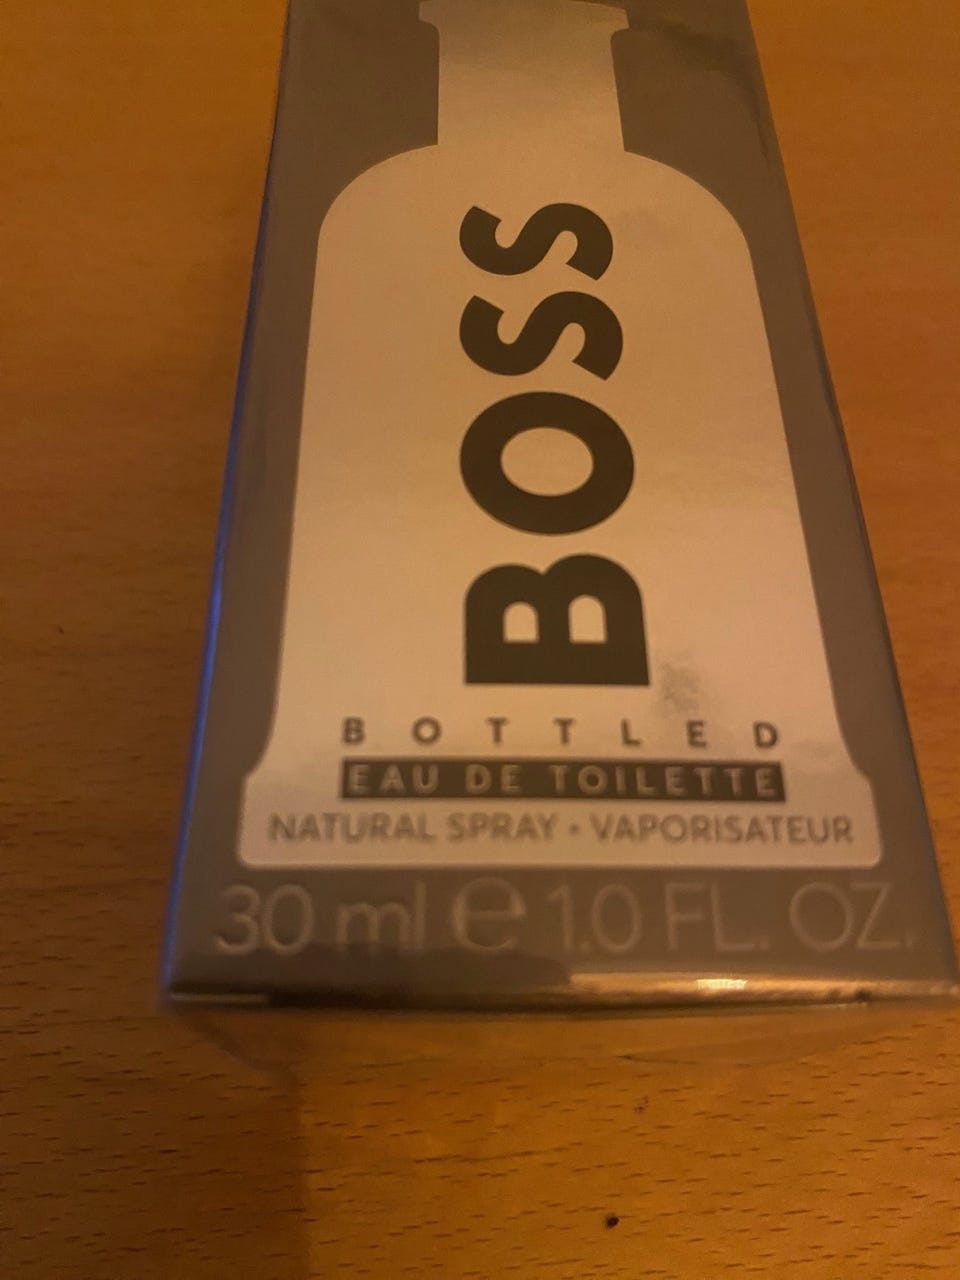 BOSS
BOTTLED
EAU DE TOILETTE
NATURAL SPRAY • VAPORISATEUR
30 ml e 1.0 FL. OZ.